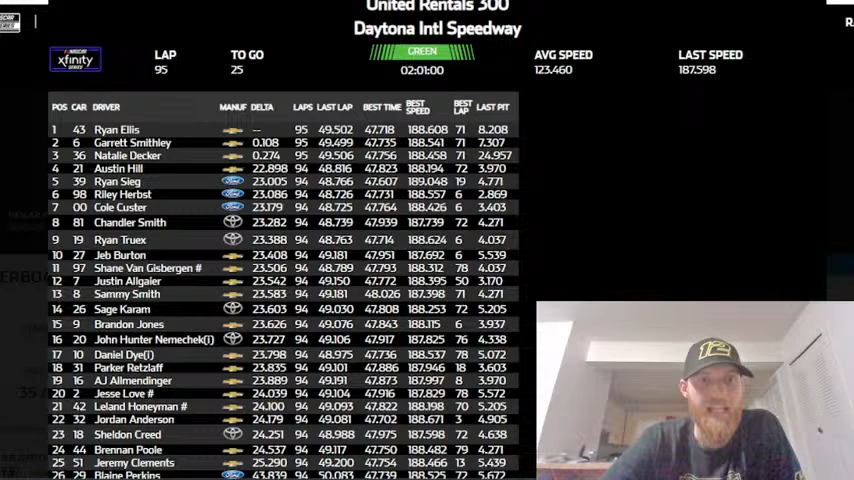 United Rentals 300
Daytona Intl Speedway
xfinity
LAP TO GO GREEN AVG SPEED LAST SPEED
95 25 02:01:00 123.460 187.598
POS CAR DRIVER MANUF DELTA LAPS LAST LAP BEST TIME BEST SPEED BEST LAP LAST PIT
1 43 Ryan Ellis -- 95 49.502 47.718 188.608 71 8.208
2 6 Garrett Smithley 0.108 95 49.499 47.735 188.541 71 7.307
3 36 Natalie Decker 0.274 95 49.506 47.756 188.458 71 24.957
4 21 Austin Hill 22.898 94 48.816 47.823 188.194 72 3.970
5 39 Ryan Sieg 23.005 94 48.766 47.607 189.048 19 4.771
6 98 Riley Herbst 23.086 94 48.726 47.731 188.557 6 2.869
7 00 Cole Custer 23.179 94 48.725 47.764 188.426 6 3.403
8 81 Chandler Smith 23.282 94 48.739 47.939 187.739 72 4.271
9 19 Ryan Truex 23.388 94 48.763 47.714 188.624 6 4.037
10 27 Jeb Burton 23.408 94 49.181 47.951 187.692 6 5.539
11 97 Shane Van Gisbergen # 23.506 94 48.789 47.793 188.312 78 4.037
12 7 Justin Allgaier 23.542 94 49.150 47.772 188.395 50 3.170
13 8 Sammy Smith 23.583 94 49.181 48.026 187.398 71 4.271
14 26 Sage Karam 23.603 94 49.030 47.808 188.253 72 5.205
15 9 Brandon Jones 23.626 94 49.076 47.843 188.115 6 3.937
16 20 John Hunter Nemechek(i) 23.727 94 49.106 47.917 187.825 76 4.338
17 10 Daniel Dye(i) 23.798 94 48.975 47.736 188.537 78 5.072
18 31 Parker Retzlaff 23.835 94 49.101 47.886 187.946 18 3.603
19 16 AJ Allmendinger 23.889 94 49.191 47.873 187.997 8 3.970
20 2 Jesse Love # 24.039 94 49.104 47.916 187.829 78 5.572
21 42 Leland Honeyman # 24.100 94 49.093 47.822 188.198 70 5.205
22 32 Jordan Anderson 24.179 94 49.081 47.702 188.671 3 4.905
23 18 Sheldon Creed 24.251 94 48.988 47.975 187.598 72 4.638
24 44 Brennan Poole 24.537 94 49.117 47.750 188.482 79 4.271
25 51 Jeremy Clements 25.290 94 49.200 47.754 188.466 13 5.439
26 29 Blaine Perkins 43.839 94 50.083 47.739 188.525 72 5.672
12